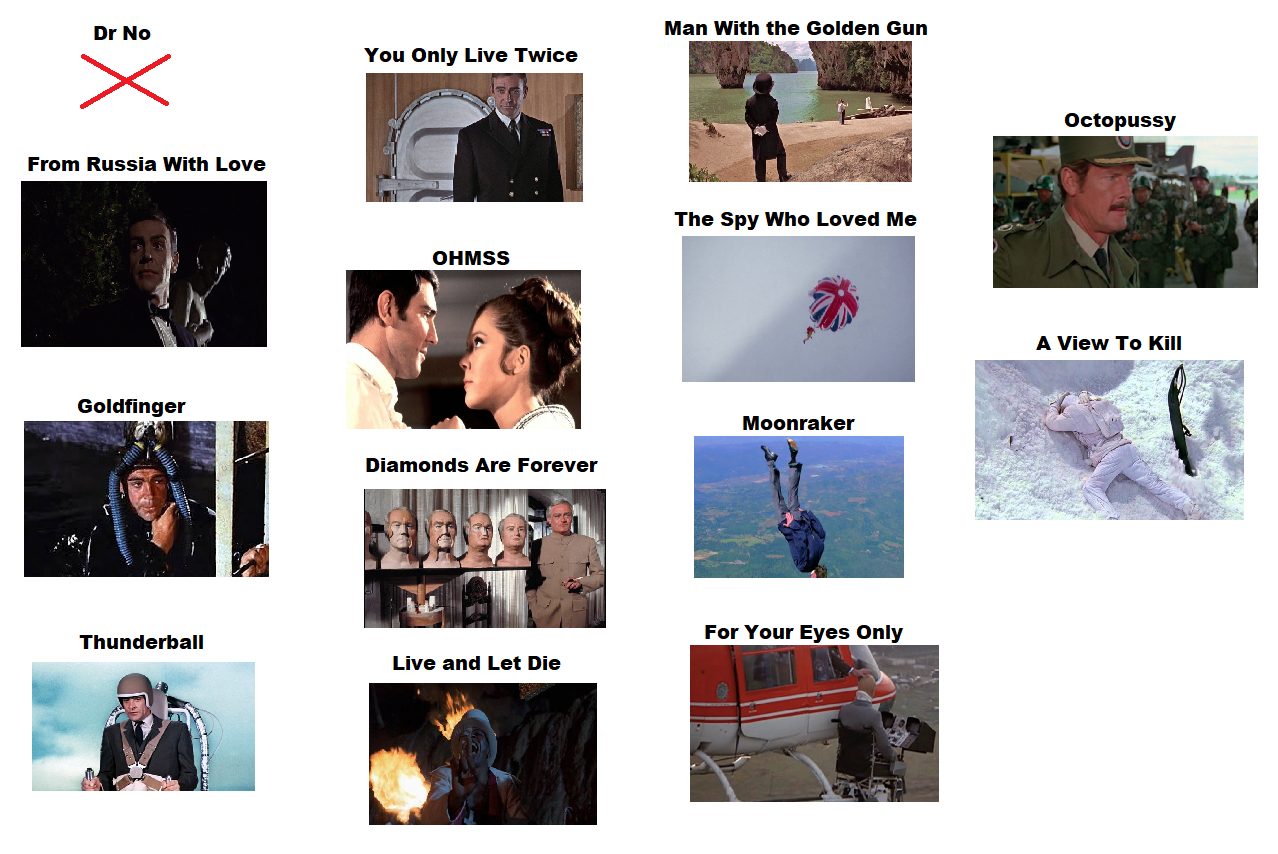 Dr No
From Russia With Love
Goldfinger
Thunderball
You Only Live Twice
OHMSS
Diamonds Are Forever
Live and Let Die
Man With the Golden Gun
The Spy Who Loved Me
Moonraker
For Your Eyes Only
Octopussy
A View To Kill